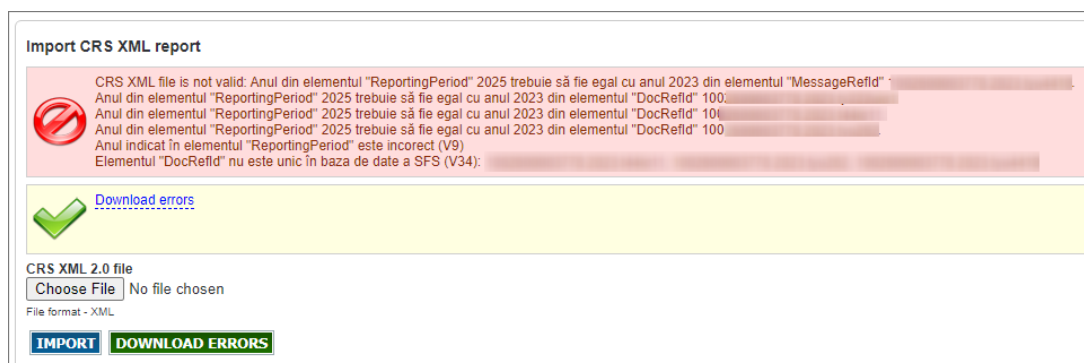 Import CRS XML report
CRS XML file is not valid: Anul din elementul "ReportingPeriod" 2025 trebuie să fie egal cu anul 2023 din elementul "MessageRefId"
Anul din elementul "ReportingPeriod" 2025 trebuie să fie egal cu anul 2023 din elementul "DocRefId" 100
Anul din elementul "ReportingPeriod" 2025 trebuie să fie egal cu anul 2023 din elementul "DocRefId" 100
Anul din elementul "ReportingPeriod" 2025 trebuie să fie egal cu anul 2023 din elementul "DocRefId" 100
Anul indicat în elementul "ReportingPeriod" este incorect (V9)
Elementul "DocRefId" nu este unic în baza de date a SFS (V34):
Download errors
CRS XML 2.0 file
Choose File No file chosen
File format - XML
IMPORT DOWNLOAD ERRORS